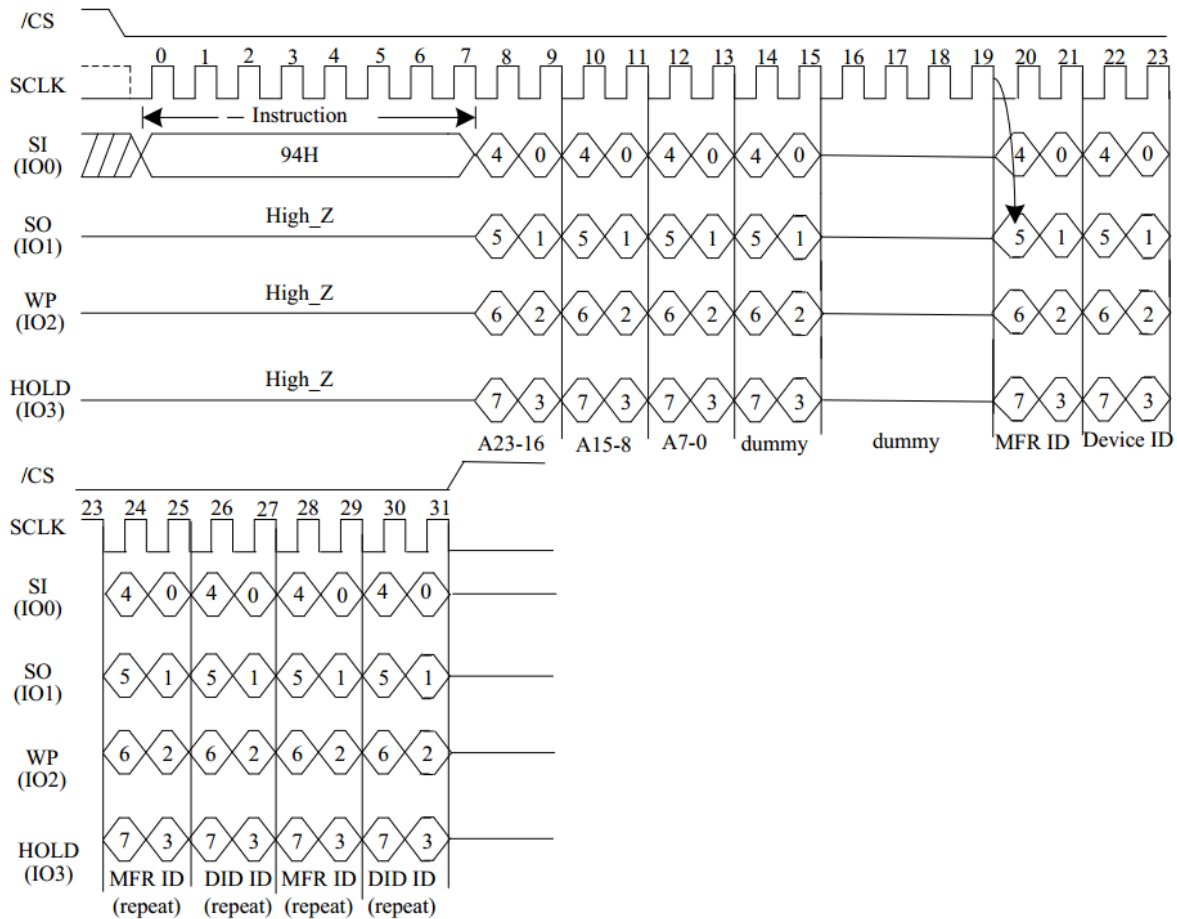 /CS
0 1 2 3 4 5 6 7 8 9 10 11 12 13 14 15 16 17 18 19 20 21 22 23
SCLK
Instruction
SI
(IO0)
94H
4 0 4 0 4 0 4 0 4 0 4 0
SO
(IO1)
High_Z
5 1 5 1 5 1 5 1 5 1 5 1
WP
(IO2)
High_Z
6 2 6 2 6 2 6 2 6 2 6 2
HOLD
(IO3)
High_Z
7 3 7 3 7 3 7 3 7 3 7 3
A23-16 A15-8 A7-0 dummy dummy MFR ID Device ID
/CS
23 24 25 26 27 28 29 30 31
SCLK
SI
(IO0)
4 0 4 0 4 0 4 0
SO
(IO1)
5 1 5 1 5 1 5 1
WP
(IO2)
6 2 6 2 6 2 6 2
HOLD
(IO3)
7 3 7 3 7 3 7 3
MFR ID DID ID MFR ID DID ID
(repeat) (repeat) (repeat) (repeat)